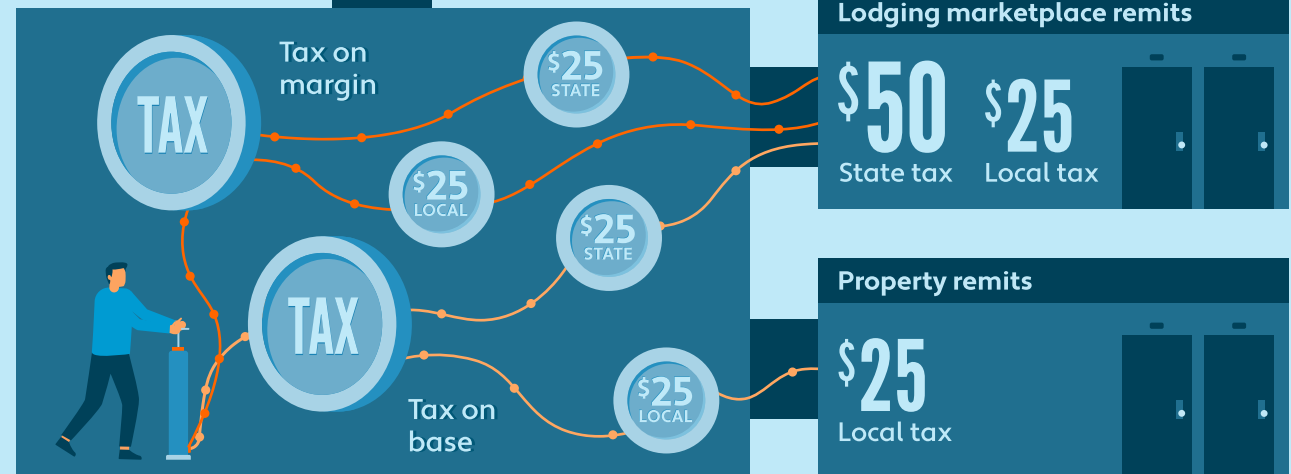 TAX
Tax on
margin
$25
STATE
$25
LOCAL
$25
STATE
TAX
Tax on
base
$25
LOCAL
Lodging marketplace remits
$50
State tax
$25
Local tax
Property remits
$25
Local tax